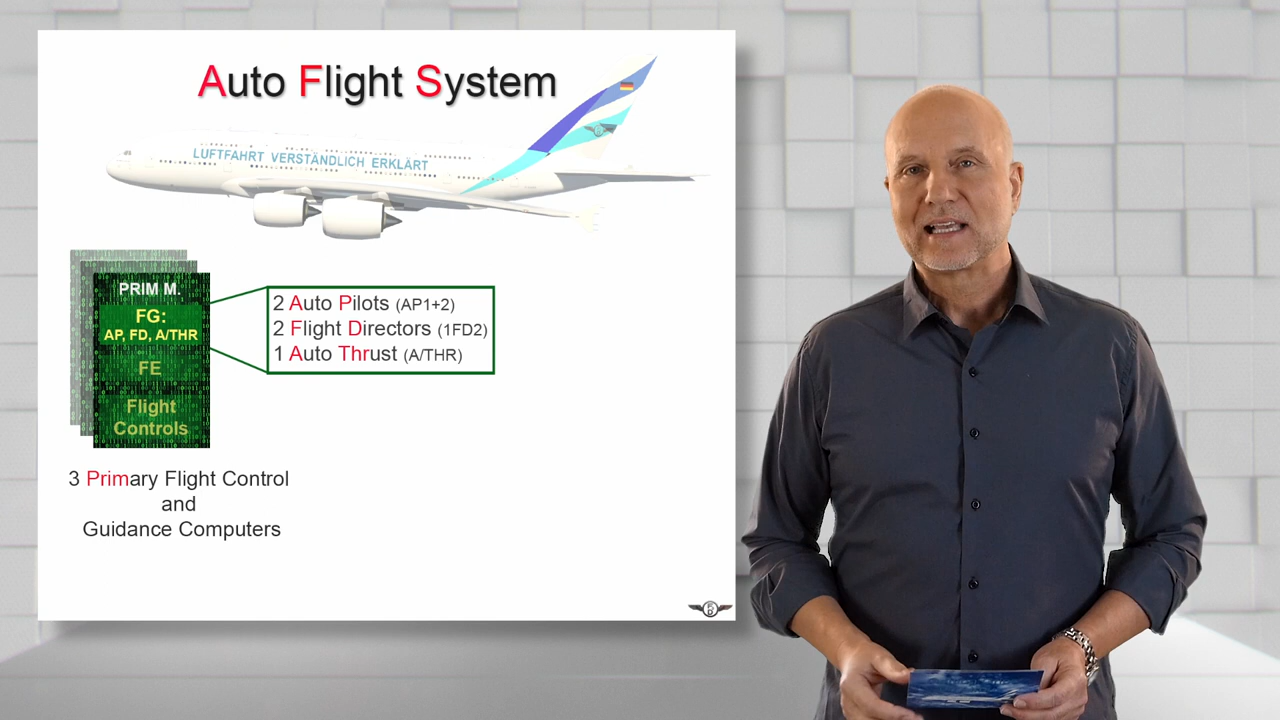 Auto Flight System
LUFTFAHRT VERSTÄNDLICH ERKLÄRT
PRIM M.
FG:
AP, FD, A/THR
FE
Flight
Controls
2 Auto Pilots (AP1+2)
2 Flight Directors (1FD2)
1 Auto Thrust (A/THR)
3 Primary Flight Control
and
Guidance Computers